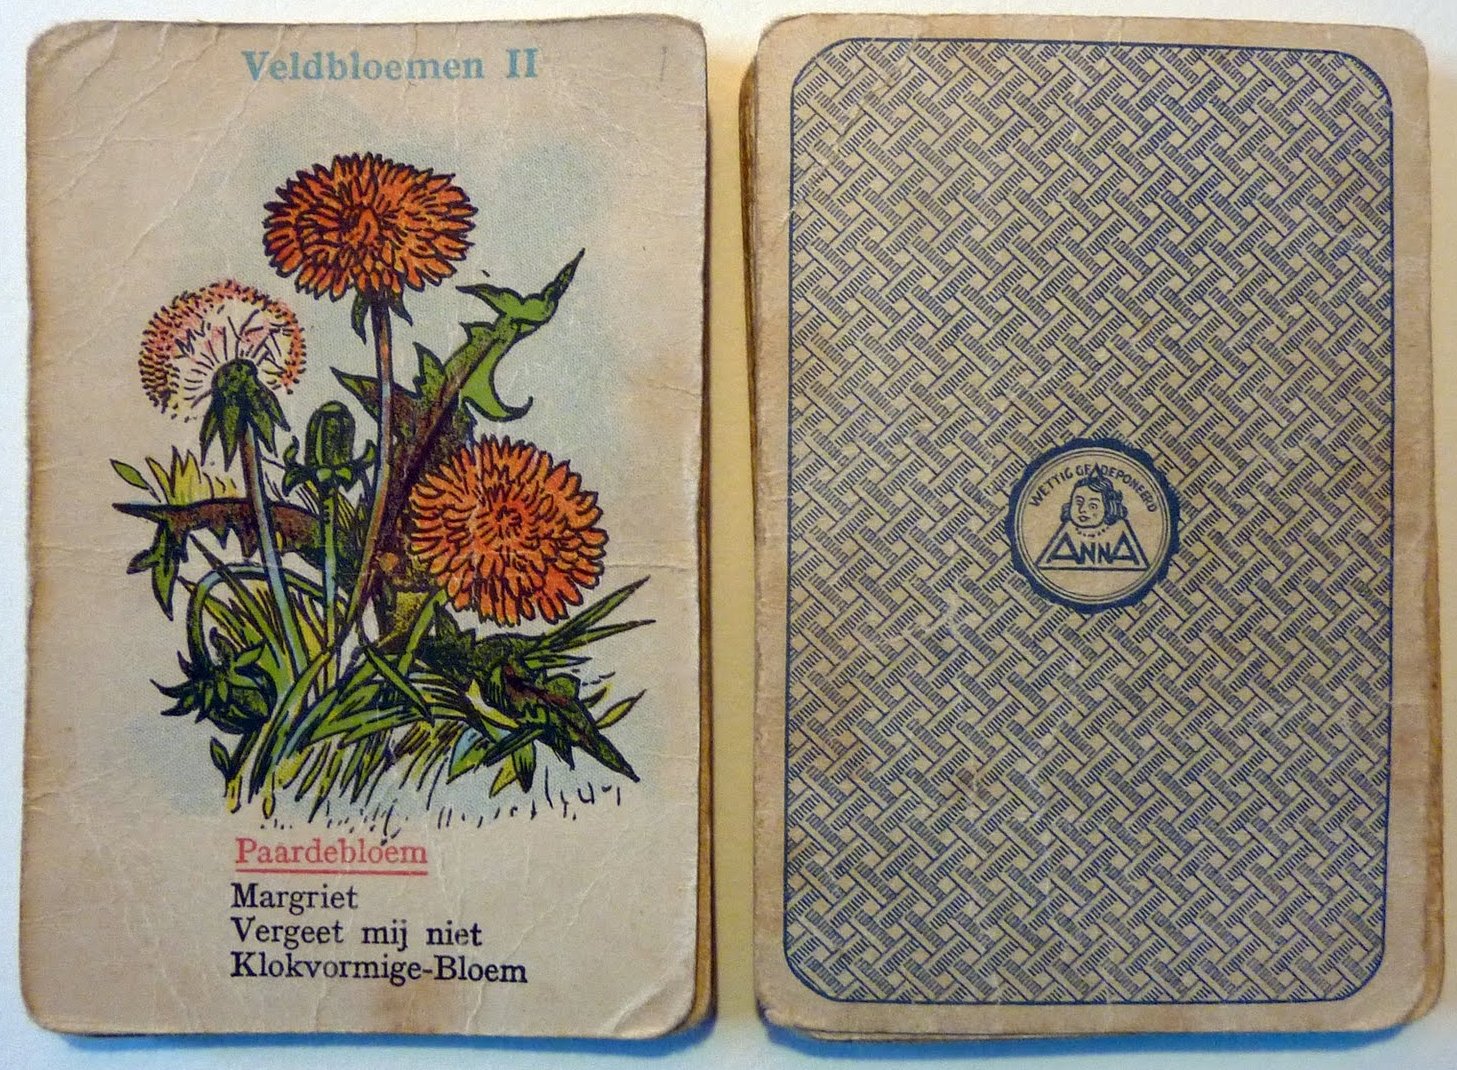 Veldbloemen II
Paardebloem
Margriet
Vergeet mij niet
Klokvormige-Bloem
WETTIG GEDEPONEERD
ANNA